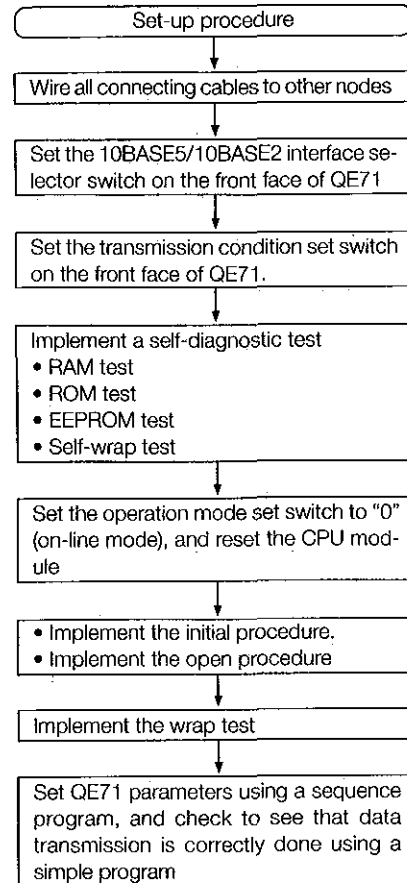 Set-up procedure
Wire all connecting cables to other nodes
Set the 10BASE5/10BASE2 interface se-
lector switch on the front face of QE71
Set the transmission condition set switch
on the front face of QE71.
Implement a self-diagnostic test
• RAM test
• ROM test
• EEPROM test
• Self-wrap test
Set the operation mode set switch to "0"
(on-line mode), and reset the CPU mod-
ule
• Implement the initial procedure.
• Implement the open procedure
Implement the wrap test
Set QE71 parameters using a sequence
program, and check to see that data
transmission is correctly done using a
simple program